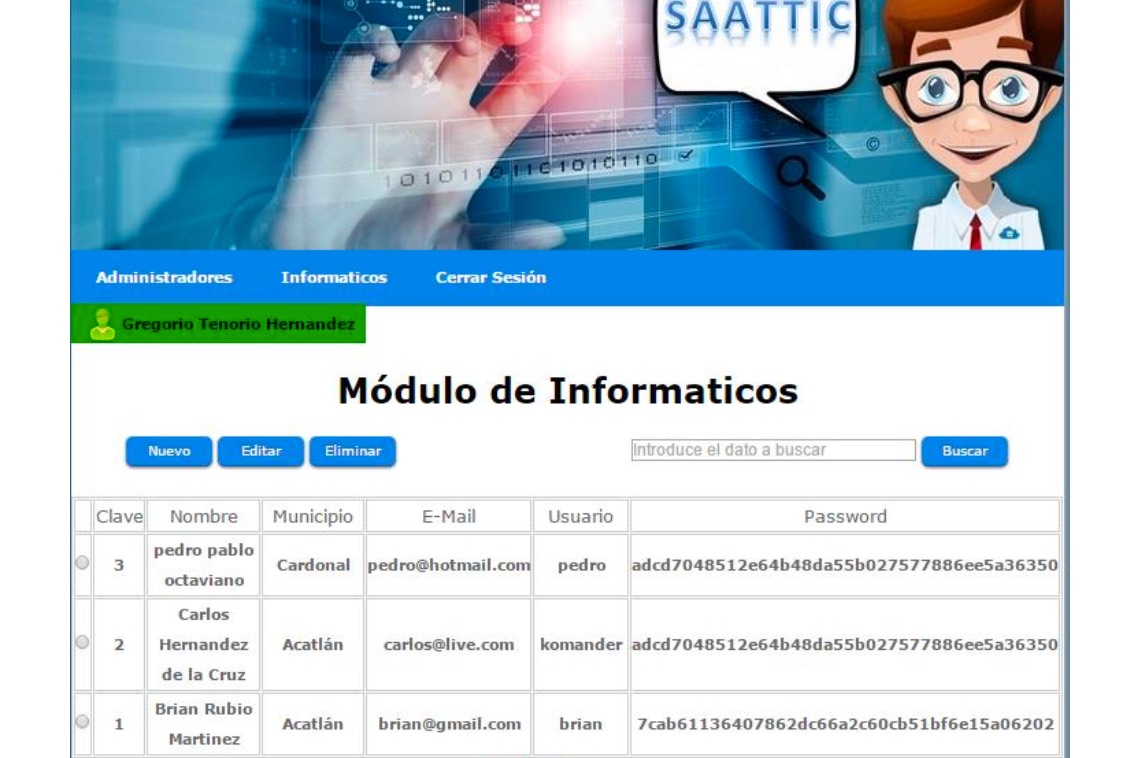 SAATTIC
10101101101010110
©
Administradores Informaticos Cerrar Sesión
Gregorio Tenorio Hernandez
Módulo de Informaticos
Nuevo Editar Eliminar Introduce el dato a buscar Buscar
Clave Nombre Municipio E-Mail Usuario Password
3 pedro pablo octaviano Cardonal pedro@hotmail.com pedro adcd7048512e64b48da55b027577886ee5a36350
2 Carlos Hernandez de la Cruz Acatlán carlos@live.com komander adcd7048512e64b48da55b027577886ee5a36350
1 Brian Rubio Martinez Acatlán brian@gmail.com brian 7cab61136407862dc66a2c60cb51bf6e15a06202